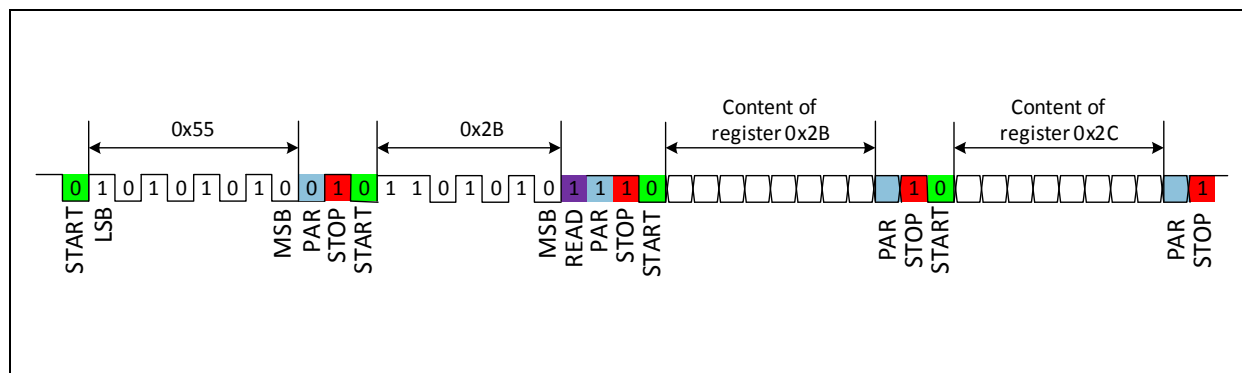 Content of
register 0x2B
Content of
register 0x2C
0x55
0x2B
0 1 0 1 0 1 0 1 0 0 1 0 1 1 0 1 0 1 0 1 1 1 0 1 0 1
START LSB MSB PAR STOP START MSB READ PAR STOP START PAR STOP START PAR STOP